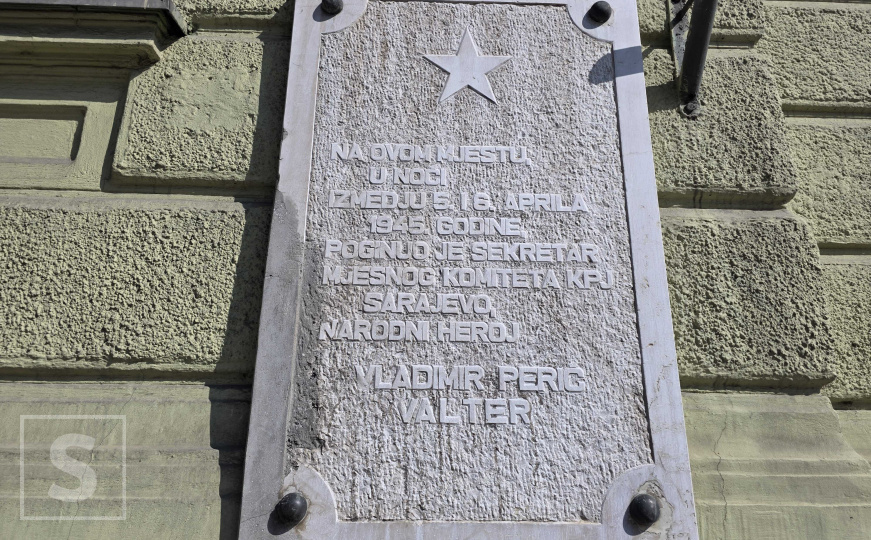 NA OVOM MJESTU,
U NOĆI
IZMEDJU 5. I 6. APRILA
1945. GODINE,
POGINUO JE SEKRETAR
MJESNOG KOMITETA KPJ
SARAJEVO,
NARODNI HEROJ
VLADIMIR PERIĆ
VALTER
S